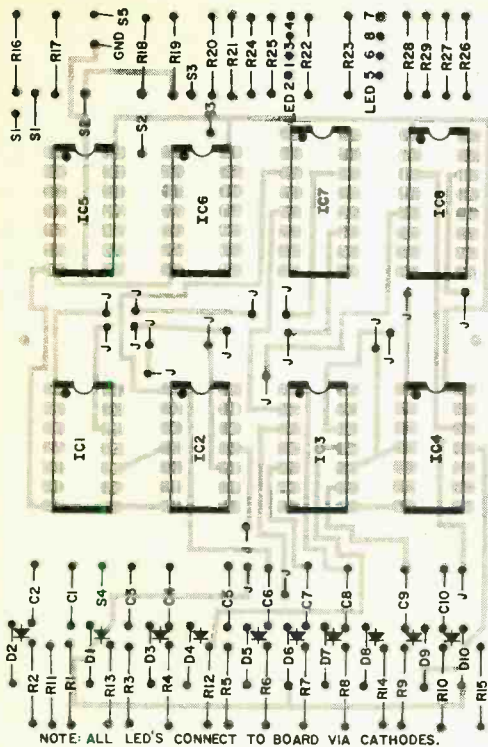 R16 R17 GND S5 R18 R19 S3 R20 R21 R24 R25 LED 2 1 3 4 R22 R23 LED 5 6 8 7 R28 R29 R27 R26
S1 S1 S2 S2 S3
IC5 IC6 IC7 IC8
J J J J J J
J J J J J J J
J J
IC1 IC2 IC3 IC4
J
J J J
C2 C1 S4 C3 C4 C5 C6 C7 C8 C9 C10
D2 D1 D3 D4 D5 D6 D7 D8 D9 D10
R2 R11 R1 R13 R3 R4 R12 R5 R6 R7 R8 R14 R9 R10 R15
NOTE: ALL LED'S CONNECT TO BOARD VIA CATHODES.